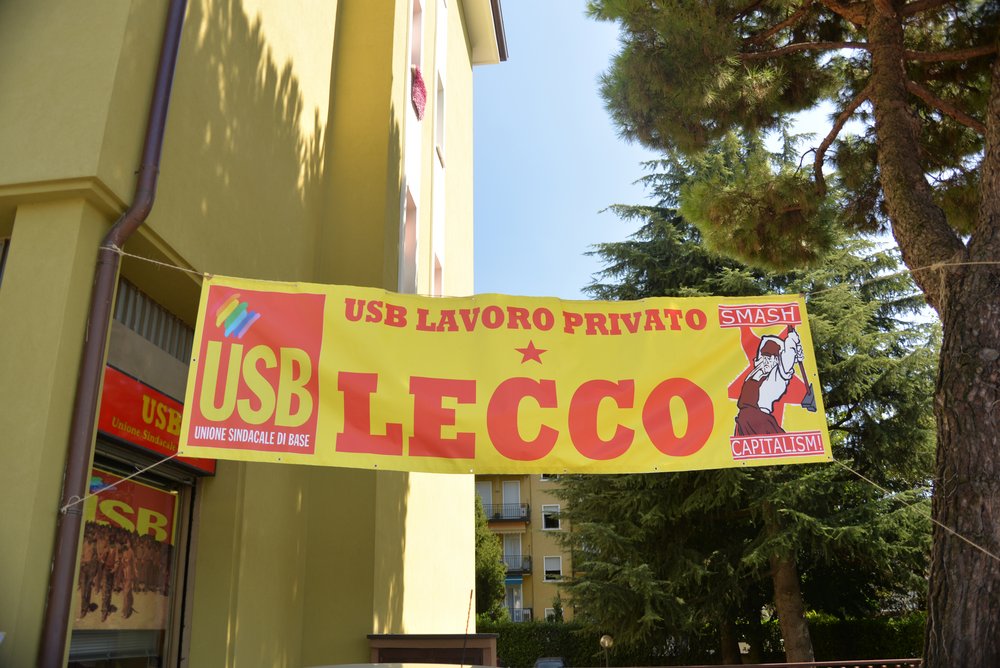 USB
UNIONE SINDACALE DI BASE
USB LAVORO PRIVATO
LECCO
SMASH
CAPITALISM!
USB
Unione Sindacale
USB